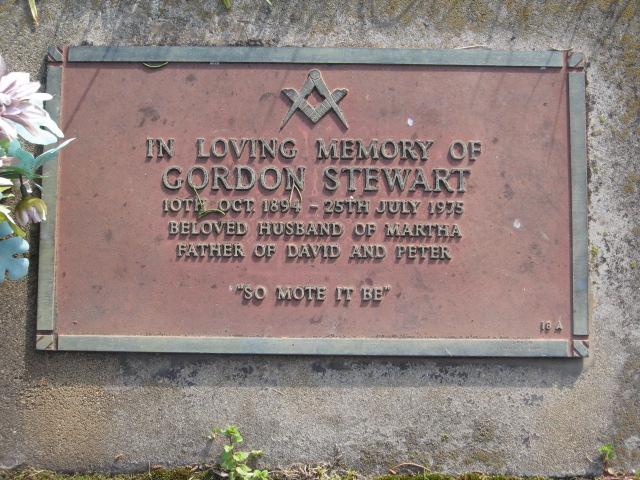 IN LOVING MEMORY OF
GORDON STEWART
10TH OCT. 1894 - 25TH JULY 1975
BELOVED HUSBAND OF MARTHA
FATHER OF DAVID AND PETER
"SO MOTE IT BE"
18 A